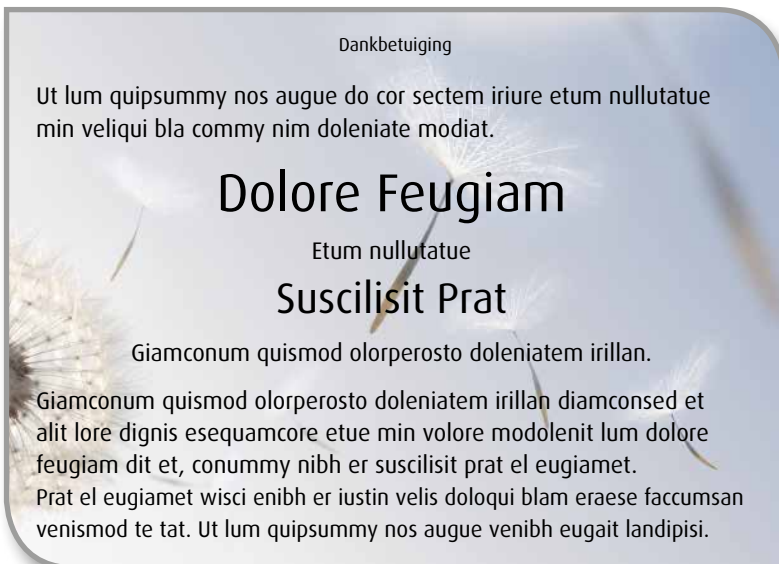 Dankbetuiging
Ut lum quipsummy nos augue do cor sectem iriure etum nullutatue
min veliqui bla commy nim doleniate modiat.
Dolore Feugiam
Etum nullutatue
Suscilisit Prat
Giamconum quismod olorperosto doleniatem irillan.
Giamconum quismod olorperosto doleniatem irillan diamconsed et
alit lore dignis esequamcore etue min volore modolenit lum dolore
feugiam dit et, conummy nibh er suscilisit prat el eugiamet.
Prat el eugiamet wisci enibh er iustin velis doloqui blam eraese faccumsan
venismod te tat. Ut lum quipsummy nos augue venibh eugait landipisi.